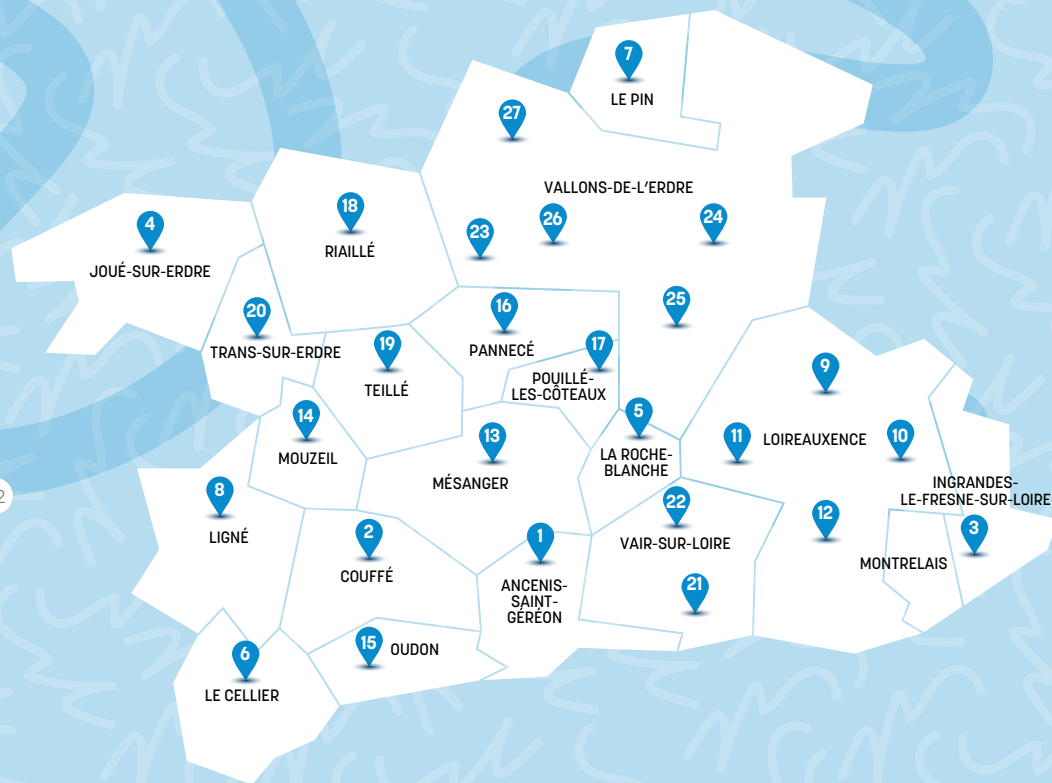 7
LE PIN
27
VALLONS-DE-L'ERDRE
18
RIAILLÉ
4
JOUÉ-SUR-ERDRE
23
26
24
20
TRANS-SUR-ERDRE
16
PANNECÉ
25
19
TEILLÉ
17
POUILLÉ-
LES-CÔTEAUX
9
14
MOUZEIL
13
MÉSANGER
5
LA ROCHE-
BLANCHE
11
LOIREAUXENCE
10
INGRANDES-
LE-FRESNE-SUR-LOIRE
2
8
LIGNÉ
2
COUFFÉ
1
ANCENIS-
SAINT-
GÉRÉON
22
VAIR-SUR-LOIRE
12
3
MONTRELAIS
21
15
OUDON
6
LE CELLIER